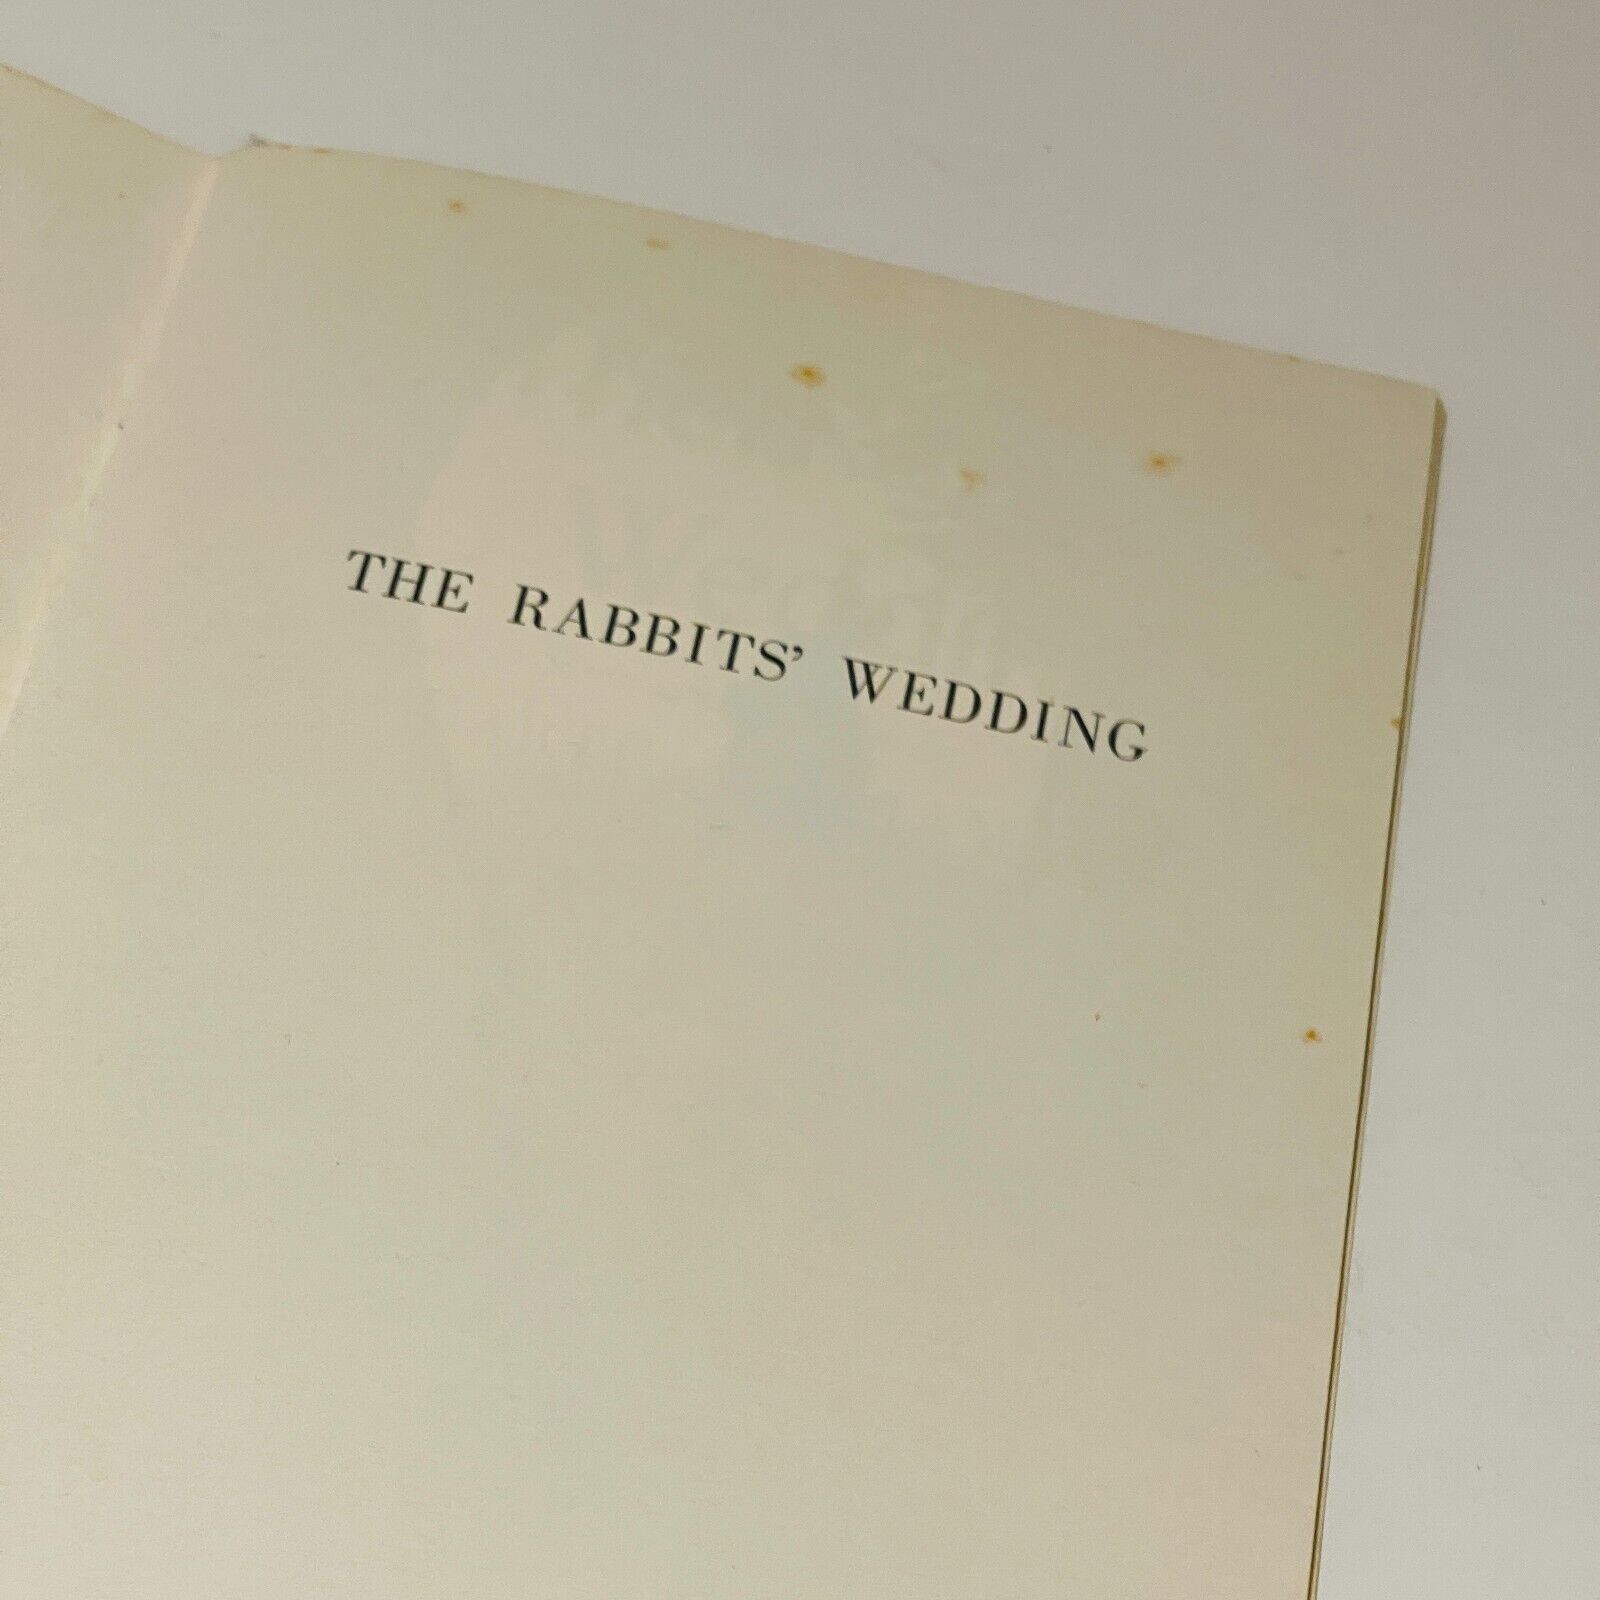 THE RABBITS’ WEDDING